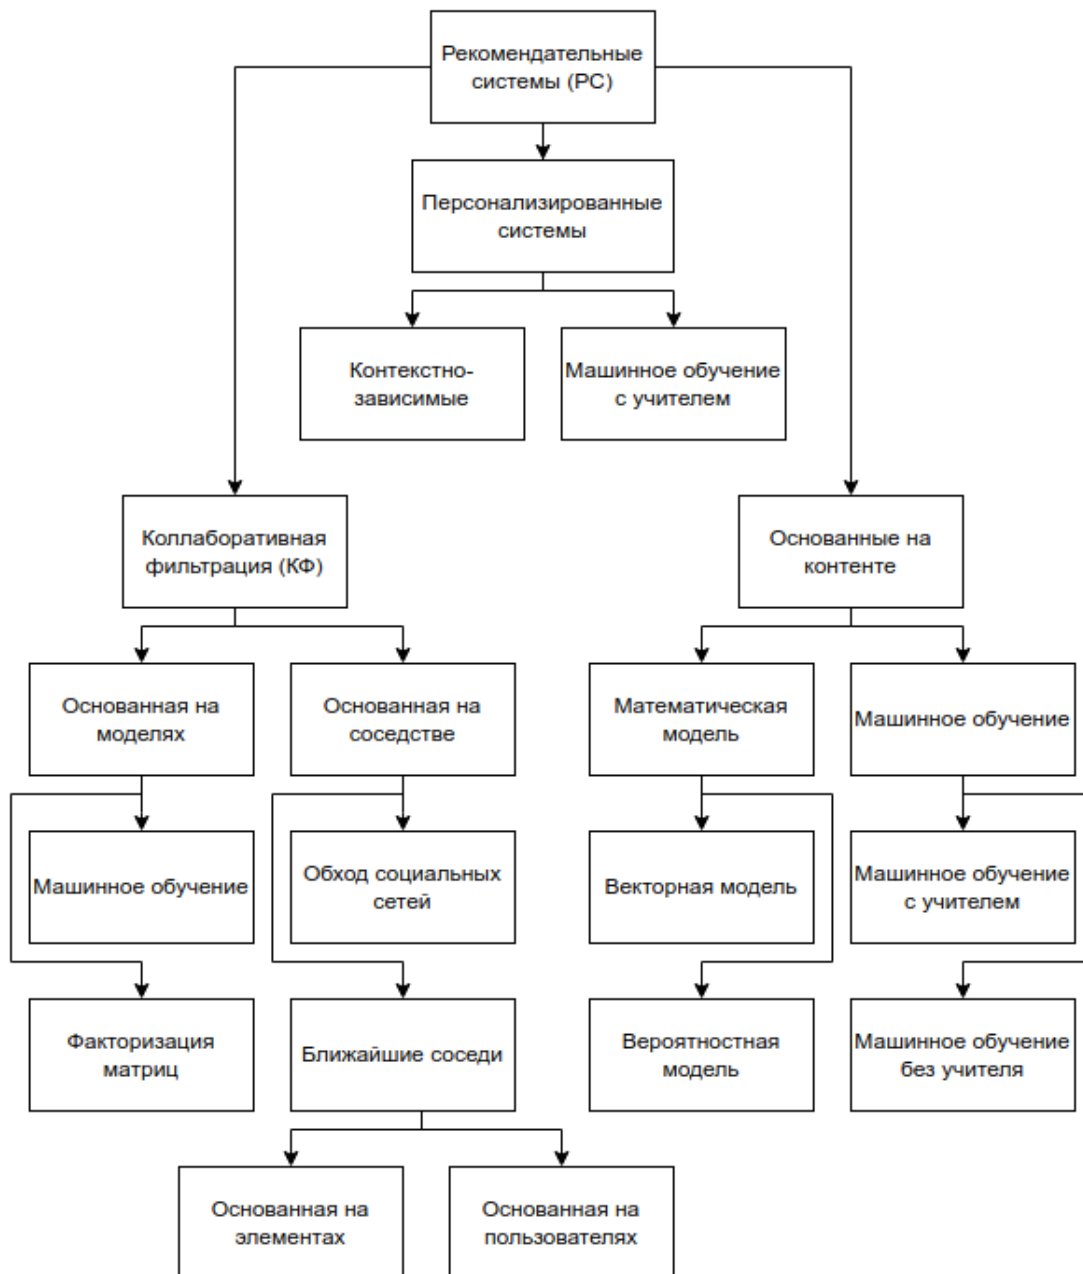 Рекомендательные
системы (РС)
Персонализированные
системы
Контекстно-
зависимые
Машинное обучение
с учителем
Коллаборативная
фильтрация (КФ)
Основанные на
контенте
Основанная на
моделях
Основанная на
соседстве
Математическая
модель
Машинное обучение
Машинное обучение
Обход социальных
сетей
Векторная модель
Машинное обучение
с учителем
Факторизация
матриц
Ближайшие соседи
Вероятностная
модель
Машинное обучение
без учителя
Основанная на
элементах
Основанная на
пользователях